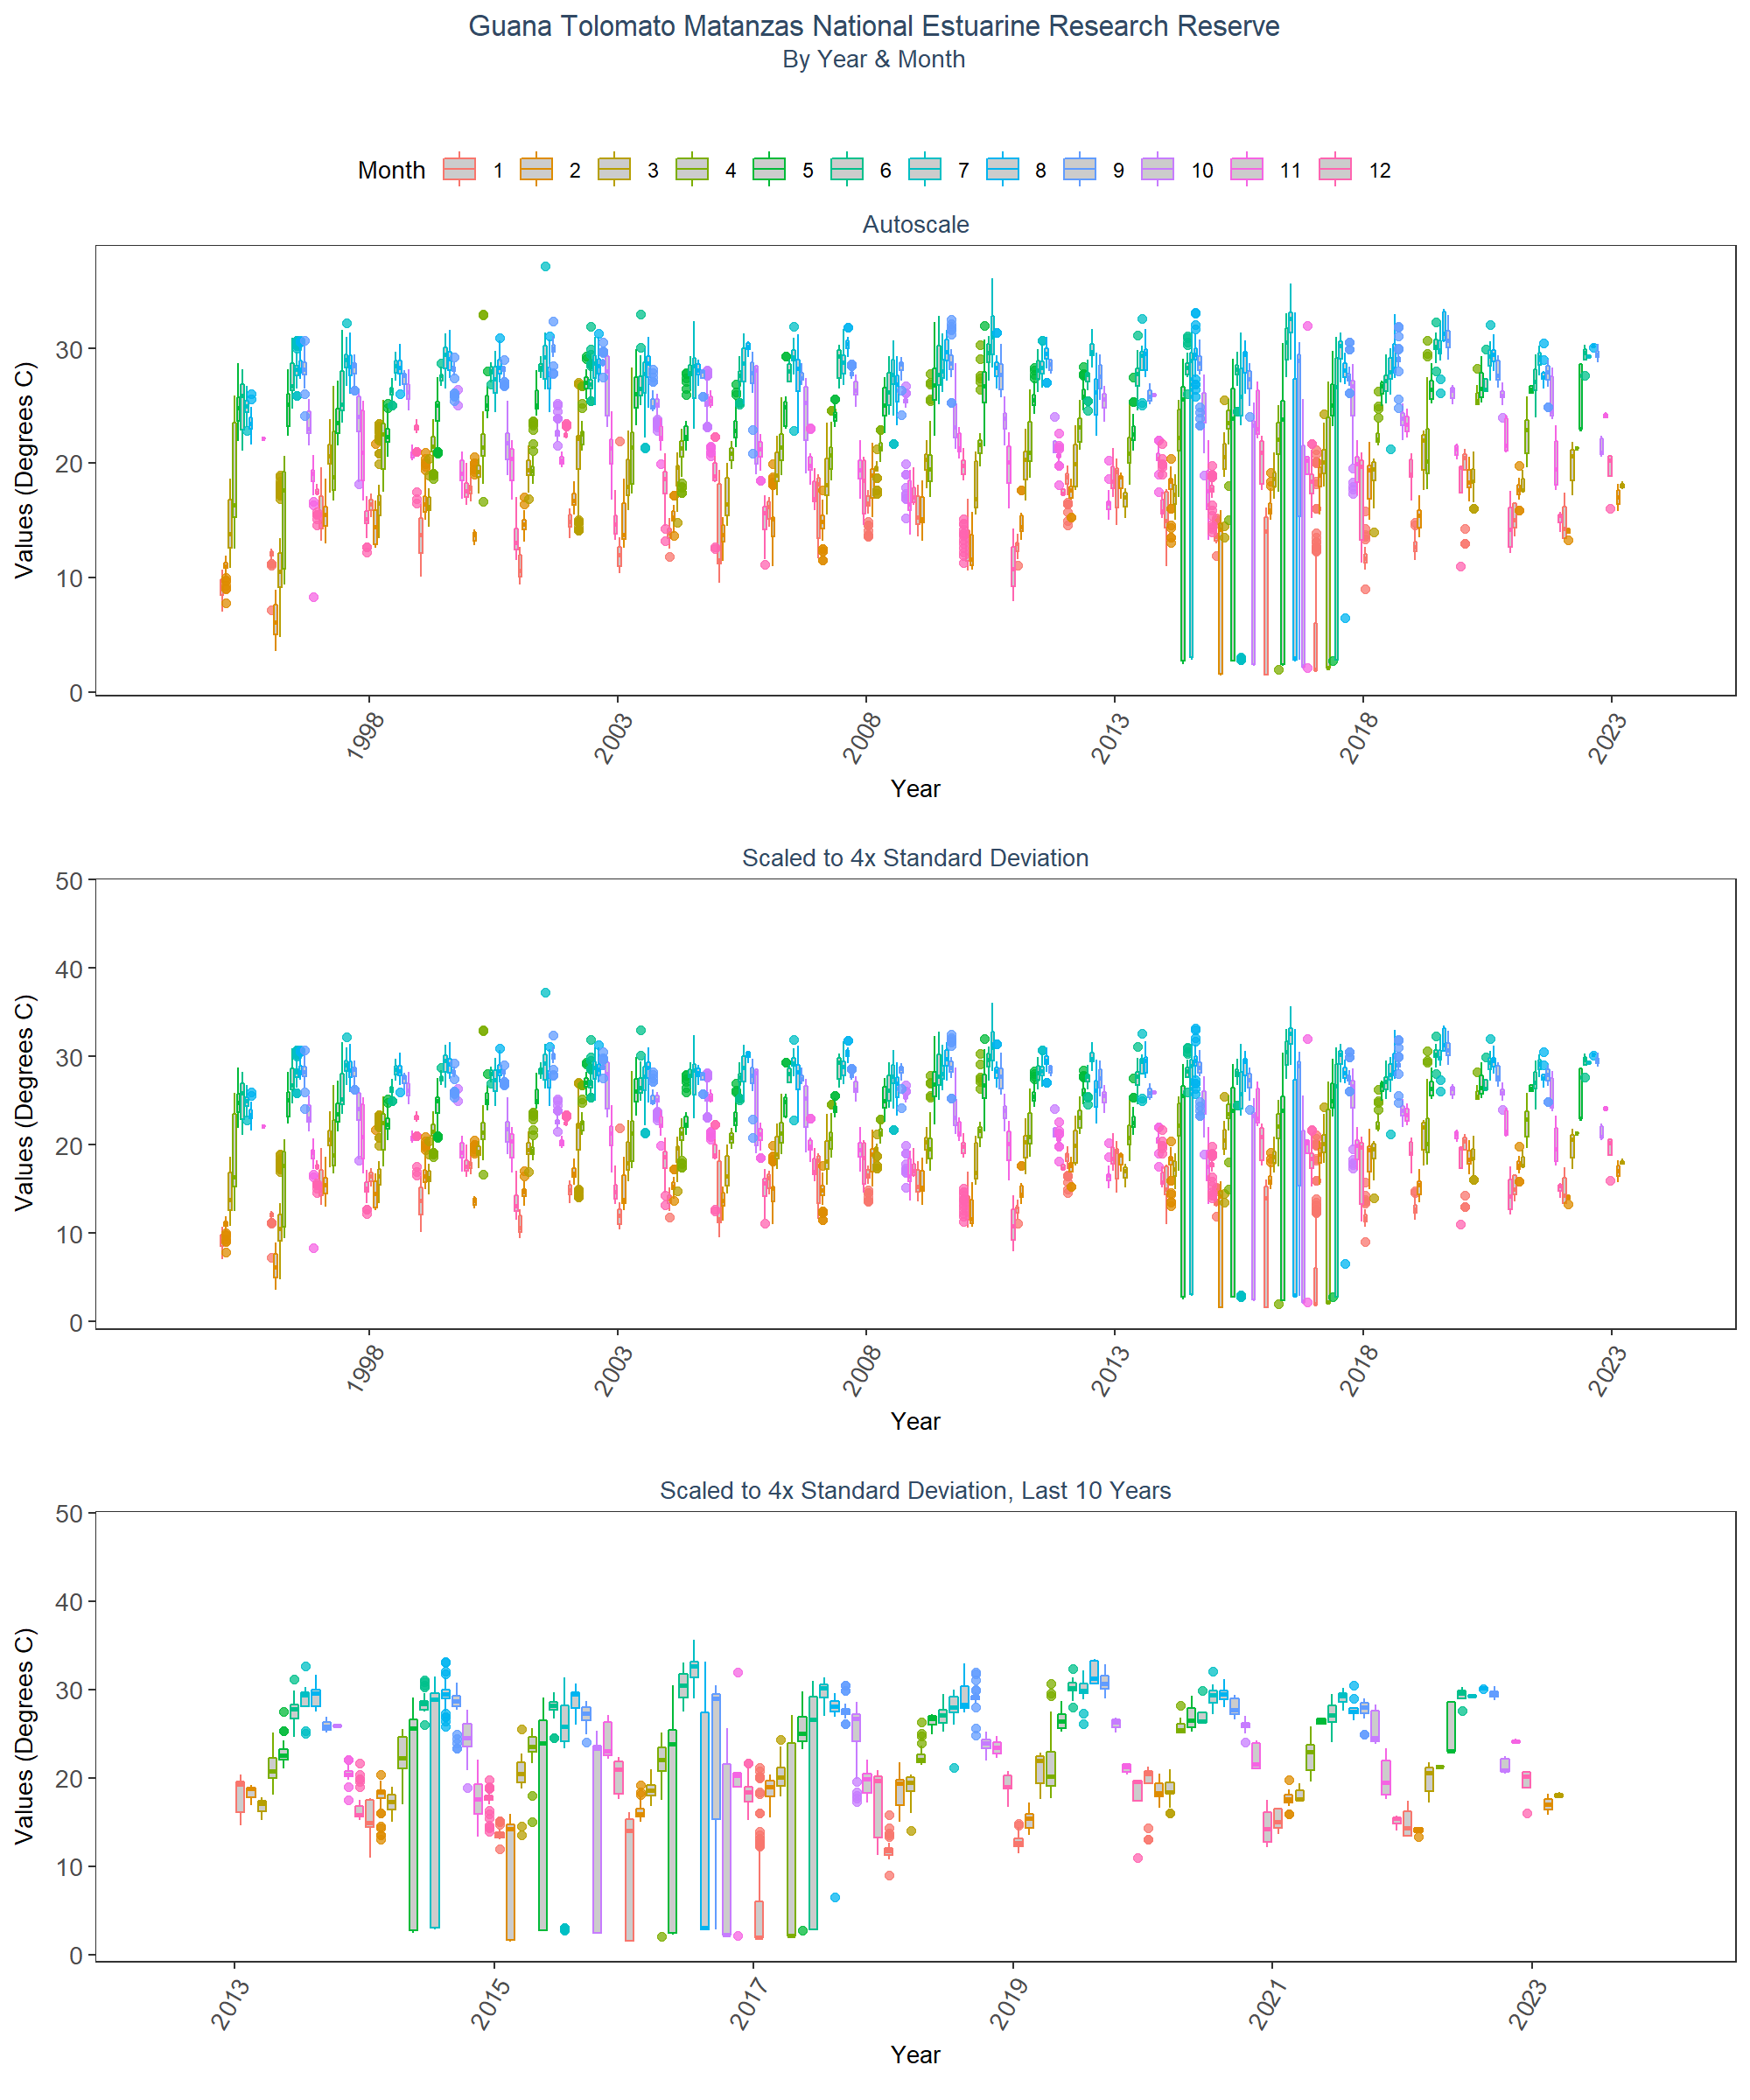 Guana Tolomato Matanzas National Estuarine Research Reserve
By Year & Month
Month 1 2 3 4 5 6 7 8 9 10 11 12
Autoscale
Values (Degrees C)
30
20
10
0
1998 2003 2008 2013 2018 2023
Year
Scaled to 4x Standard Deviation
Values (Degrees C)
50
40
30
20
10
0
1998 2003 2008 2013 2018 2023
Year
Scaled to 4x Standard Deviation, Last 10 Years
Values (Degrees C)
50
40
30
20
10
0
2013 2015 2017 2019 2021 2023
Year